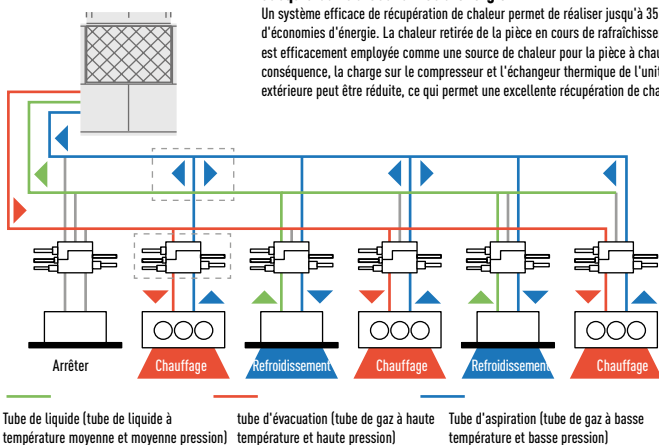 Un système efficace de récupération de chaleur permet de réaliser jusqu'à 35
d'économies d'énergie. La chaleur retirée de la pièce en cours de rafraîchisse
est efficacement employée comme une source de chaleur pour la pièce à chau
conséquence, la charge sur le compresseur et l'échangeur thermique de l'unit
extérieure peut être réduite, ce qui permet une excellente récupération de cha
Arrêter
Chauffage
Refroidissement
Chauffage
Refroidissement
Chauffage
Tube de liquide (tube de liquide à
température moyenne et moyenne pression)
tube d'évacuation (tube de gaz à haute
température et haute pression)
Tube d'aspiration (tube de gaz à basse
température et basse pression)